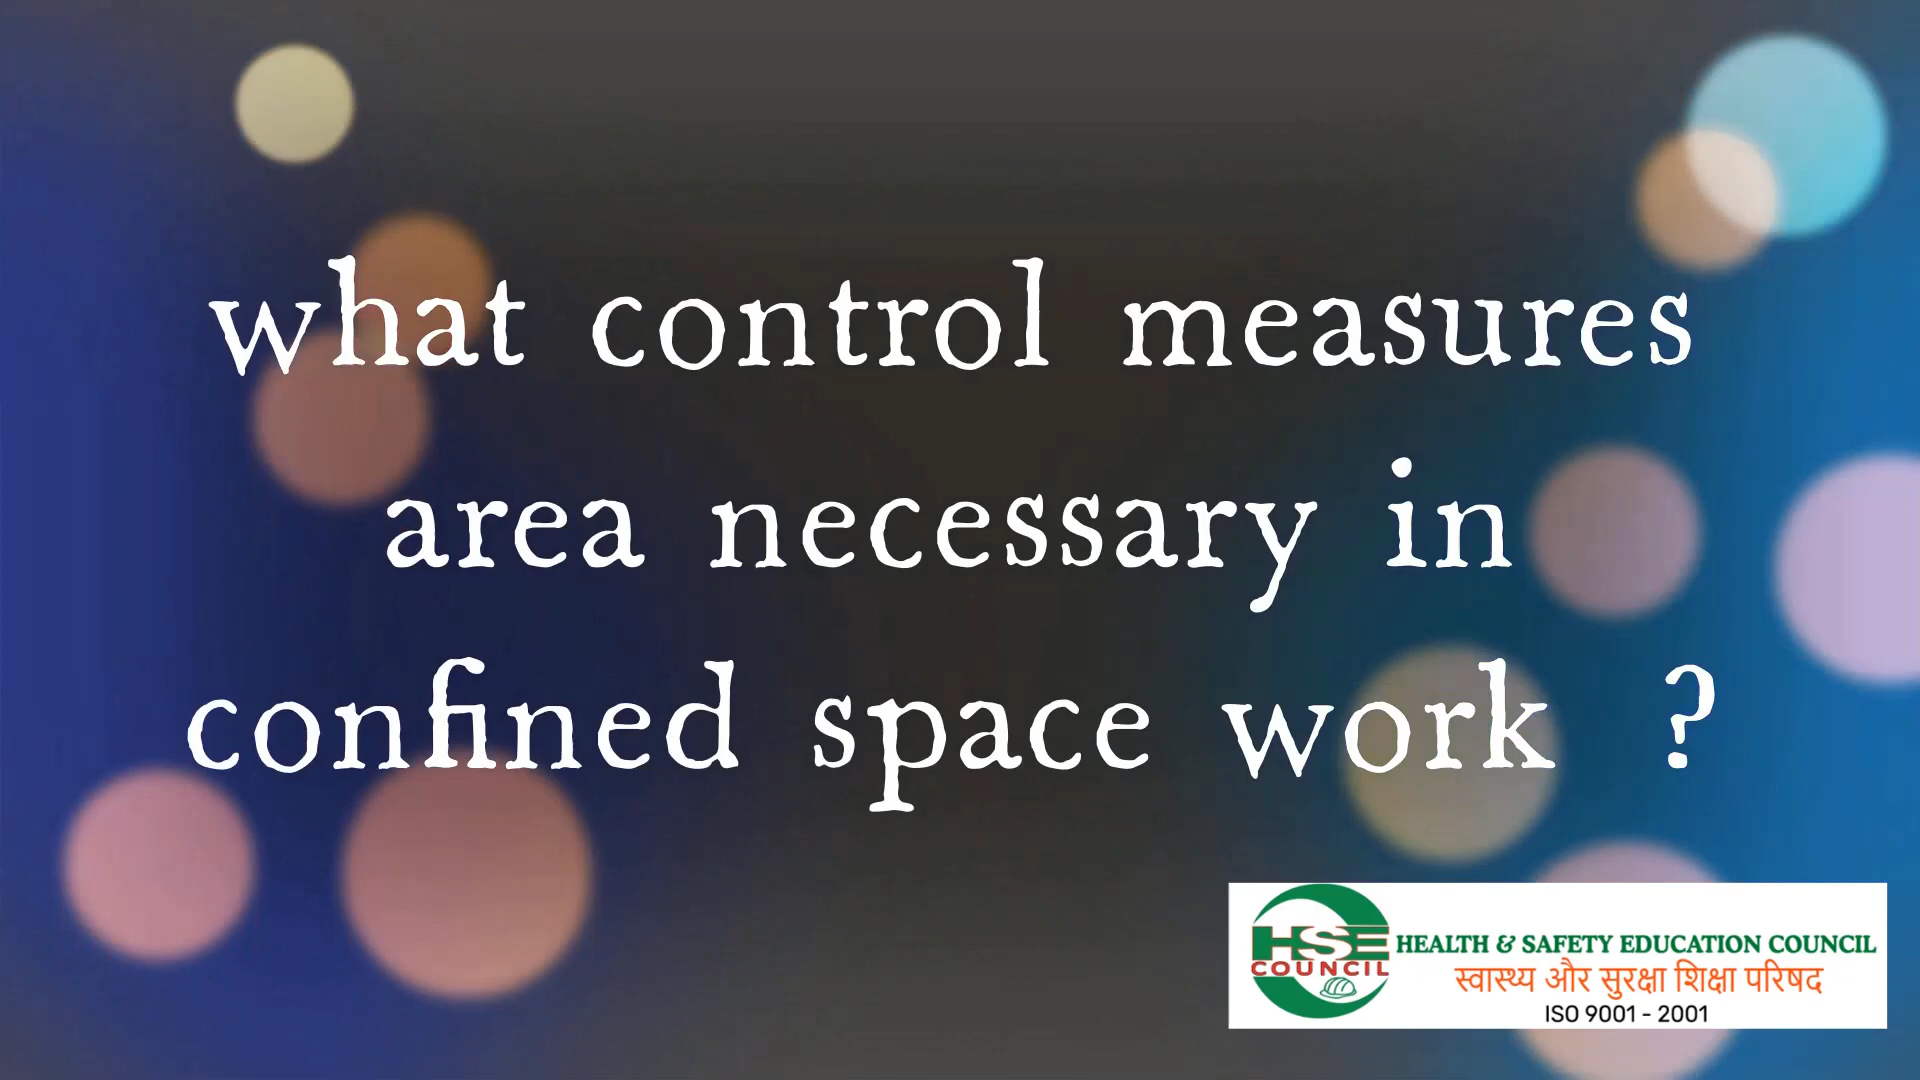 what control measures
area necessary in
confined space work ?
HSE
COUNCIL
HEALTH & SAFETY EDUCATION COUNCIL
स्वास्थ्य और सुरक्षा शिक्षा परिषद
ISO 9001 - 2001